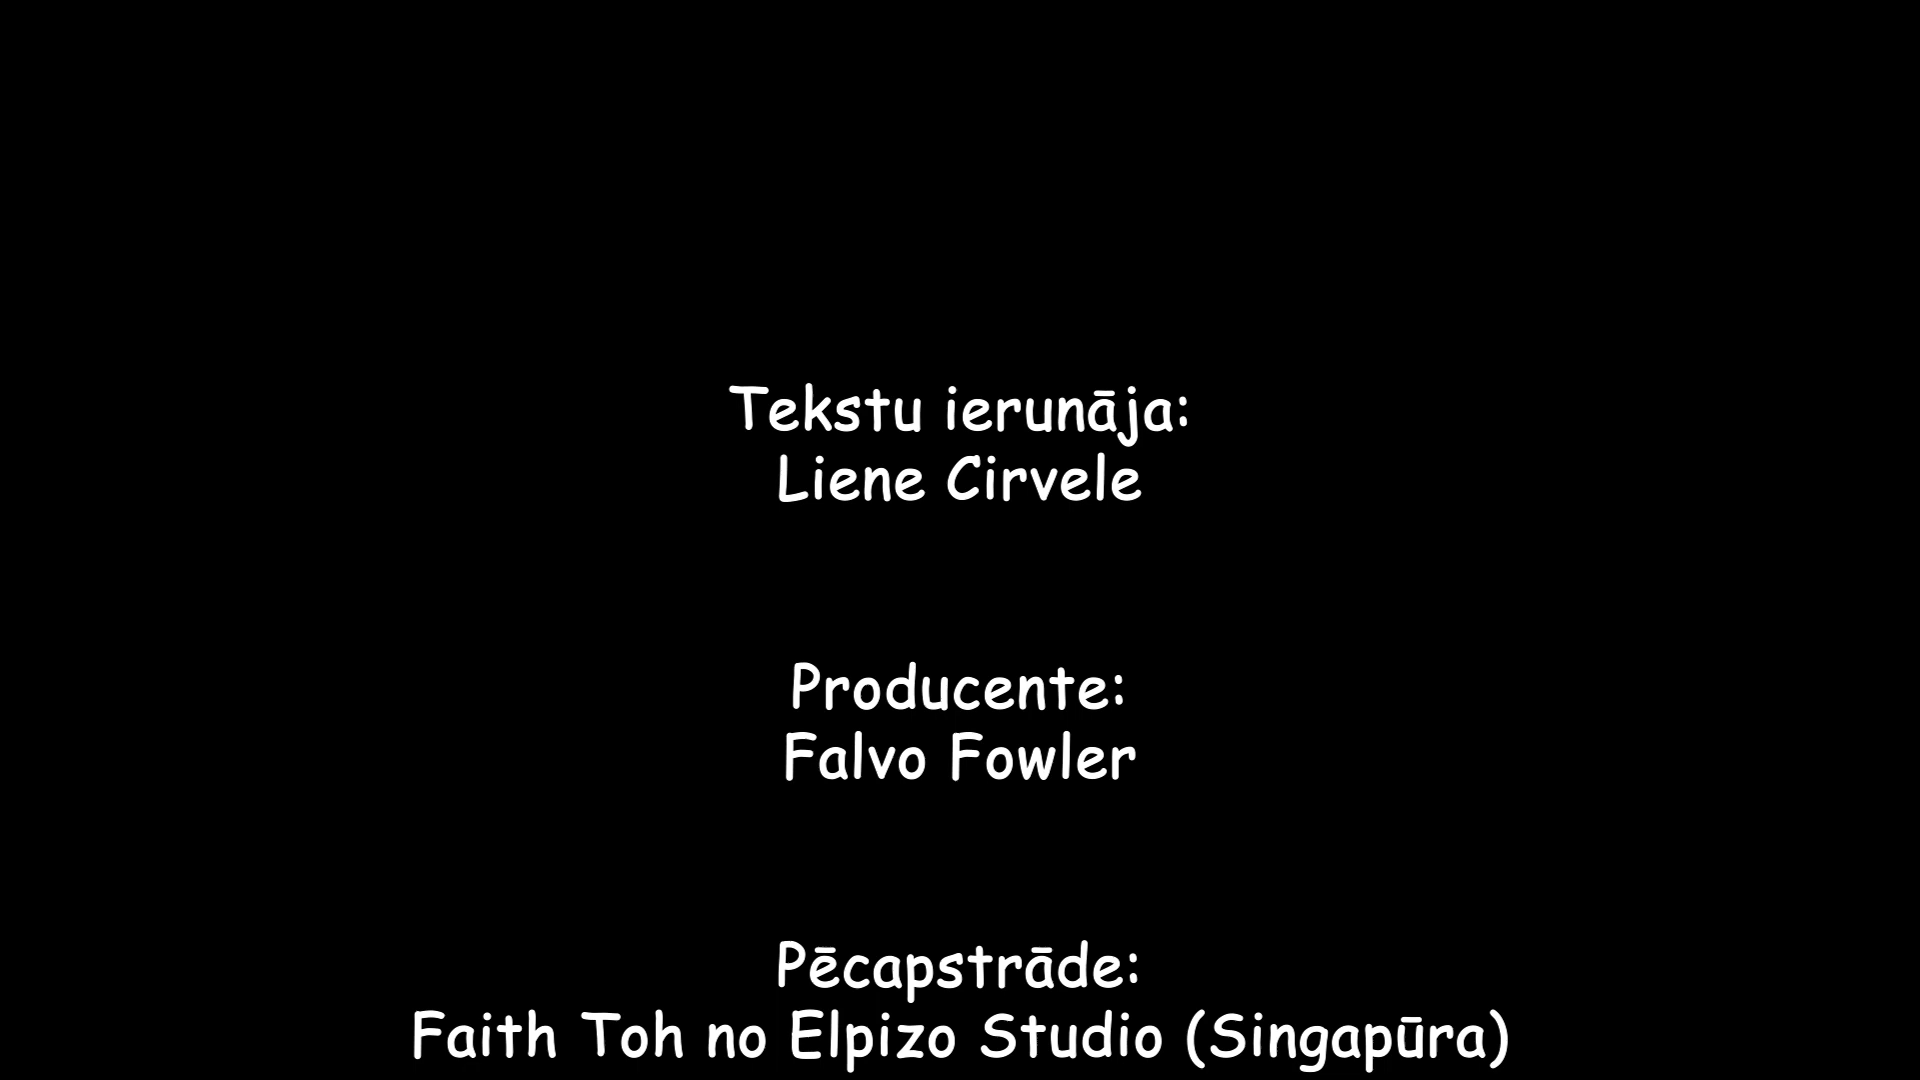 Tekstu ierunāja:
Liene Cirvele
Producente:
Falvo Fowler
Pēcapstrāde:
Faith Toh no Elpizo Studio (Singapūra)